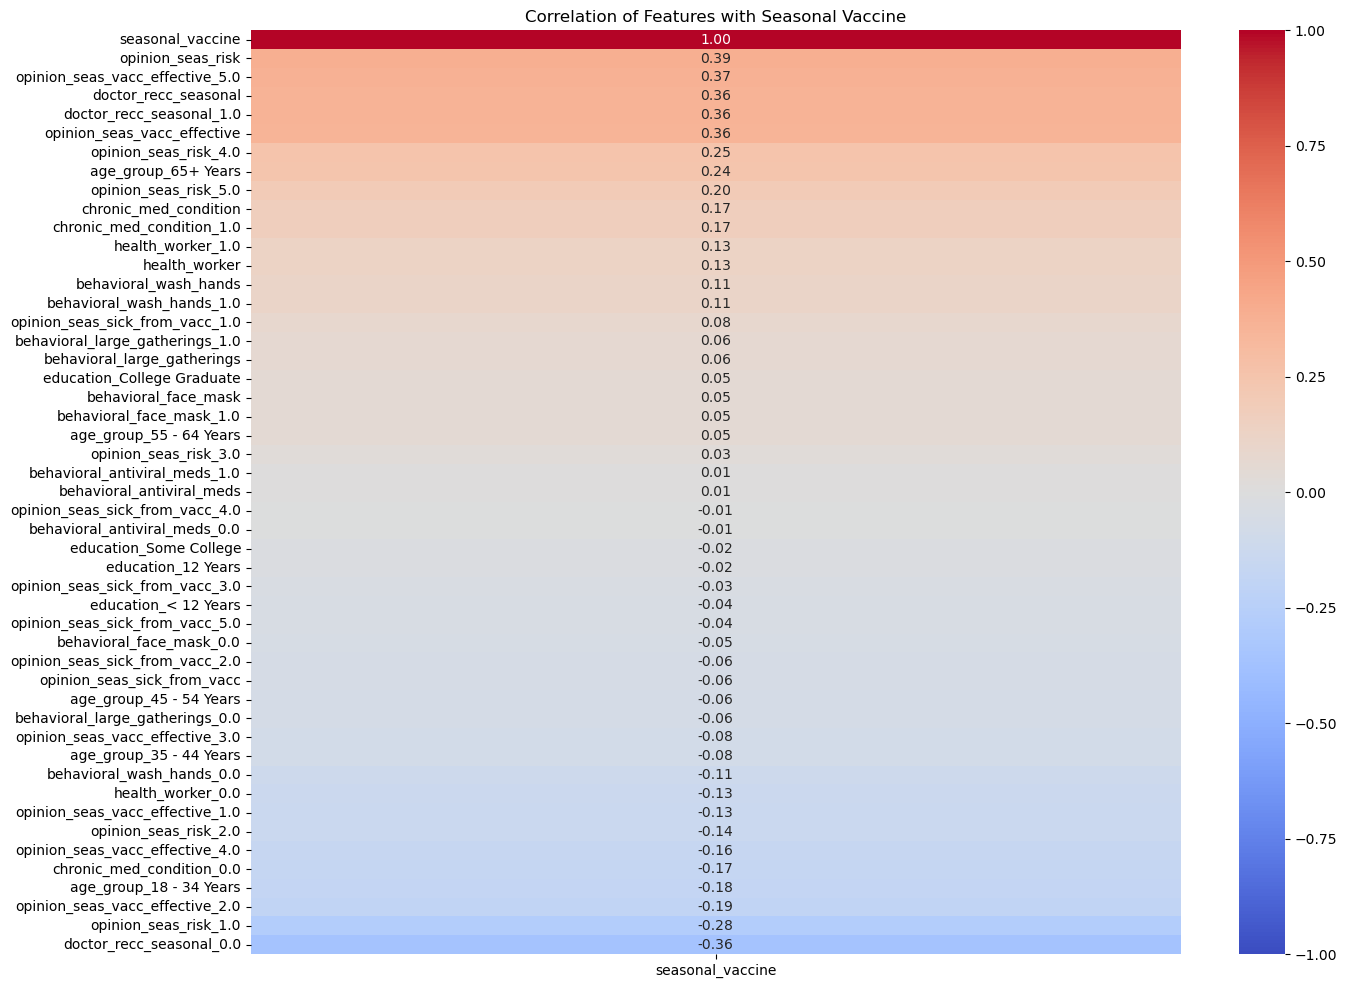 Correlation of Features with Seasonal Vaccine
seasonal_vaccine 1.00
opinion_seas_risk 0.39
opinion_seas_vacc_effective_5.0 0.37
doctor_recc_seasonal 0.36
doctor_recc_seasonal_1.0 0.36
opinion_seas_vacc_effective 0.36
opinion_seas_risk_4.0 0.25
age_group_65+ Years 0.24
opinion_seas_risk_5.0 0.20
chronic_med_condition 0.17
chronic_med_condition_1.0 0.17
health_worker_1.0 0.13
health_worker 0.13
behavioral_wash_hands 0.11
behavioral_wash_hands_1.0 0.11
opinion_seas_sick_from_vacc_1.0 0.08
behavioral_large_gatherings_1.0 0.06
behavioral_large_gatherings 0.06
education_College Graduate 0.05
behavioral_face_mask 0.05
behavioral_face_mask_1.0 0.05
age_group_55 - 64 Years 0.05
opinion_seas_risk_3.0 0.03
behavioral_antiviral_meds_1.0 0.01
behavioral_antiviral_meds 0.01
opinion_seas_sick_from_vacc_4.0 -0.01
behavioral_antiviral_meds_0.0 -0.01
education_Some College -0.02
education_12 Years -0.02
opinion_seas_sick_from_vacc_3.0 -0.03
education_< 12 Years -0.04
opinion_seas_sick_from_vacc_5.0 -0.04
behavioral_face_mask_0.0 -0.05
opinion_seas_sick_from_vacc_2.0 -0.06
opinion_seas_sick_from_vacc -0.06
age_group_45 - 54 Years -0.06
behavioral_large_gatherings_0.0 -0.06
opinion_seas_vacc_effective_3.0 -0.08
age_group_35 - 44 Years -0.08
behavioral_wash_hands_0.0 -0.11
health_worker_0.0 -0.13
opinion_seas_vacc_effective_1.0 -0.13
opinion_seas_risk_2.0 -0.14
opinion_seas_vacc_effective_4.0 -0.16
chronic_med_condition_0.0 -0.17
age_group_18 - 34 Years -0.18
opinion_seas_vacc_effective_2.0 -0.19
opinion_seas_risk_1.0 -0.28
doctor_recc_seasonal_0.0 -0.36
seasonal_vaccine
1.00
0.75
0.50
0.25
0.00
−0.25
−0.50
−0.75
−1.00